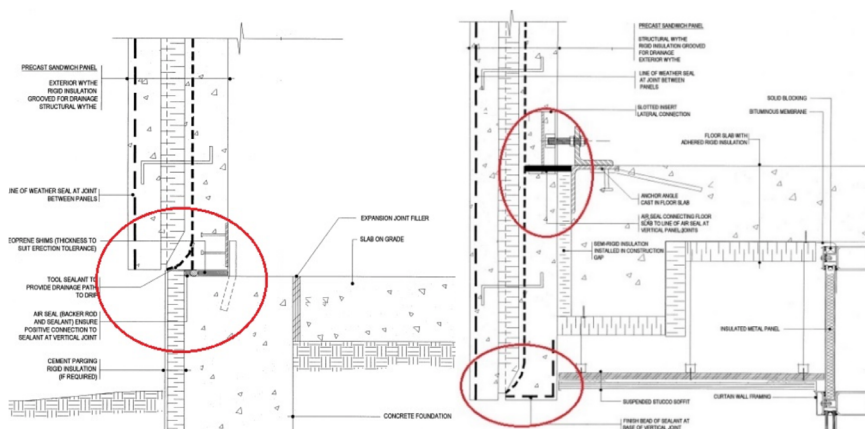 PRECAST SANDWICH PANEL
EXTERIOR WYTHE
RIGID INSULATION
GROOVED FOR DRAINAGE
STRUCTURAL WYTHE
LINE OF WEATHER SEAL AT JOINT
BETWEEN PANELS
EOPRENE SHIMS (THICKNESS TO
SUIT ERECTION TOLERANCE)
TOOL SEALANT TO
PROVIDE DRAINAGE PATH
TO DRIP
AIR SEAL (BACKER ROD
AND SEALANT) ENSURE
POSITIVE CONNECTION TO
SEALANT AT VERTICAL JOINT
CEMENT PARGING
RIGID INSULATION
(IF REQUIRED)
EXPANSION JOINT FILLER
SLAB ON GRADE
CONCRETE FOUNDATION
PRECAST SANDWICH PANEL
STRUCTURAL WYTHE
RIGID INSULATION GROOVED
FOR DRAINAGE
EXTERIOR WYTHE
LINE OF WEATHER SEAL
AT JOINT BETWEEN
PANELS
SLOTTED INSERT
LATERAL CONNECTION
SOLID BLOCKING
BITUMINOUS MEMBRANE
FLOOR SLAB WITH
ADHERED RIGID INSULATION
ANCHOR ANGLE
CAST IN FLOOR SLAB
AIR SEAL CONNECTING FLOOR
SLAB TO LINE OF AIR SEAL AT
VERTICAL PANEL JOINTS
SEMI-RIGID INSULATION
INSTALLED IN CONSTRUCTION
GAP
INSULATED METAL PANEL
CURTAIN WALL FRAMING
SUSPENDED STUCCO SOFFIT
FINISH BEAD OF SEALANT AT
BASE OF VERTICAL JOINT